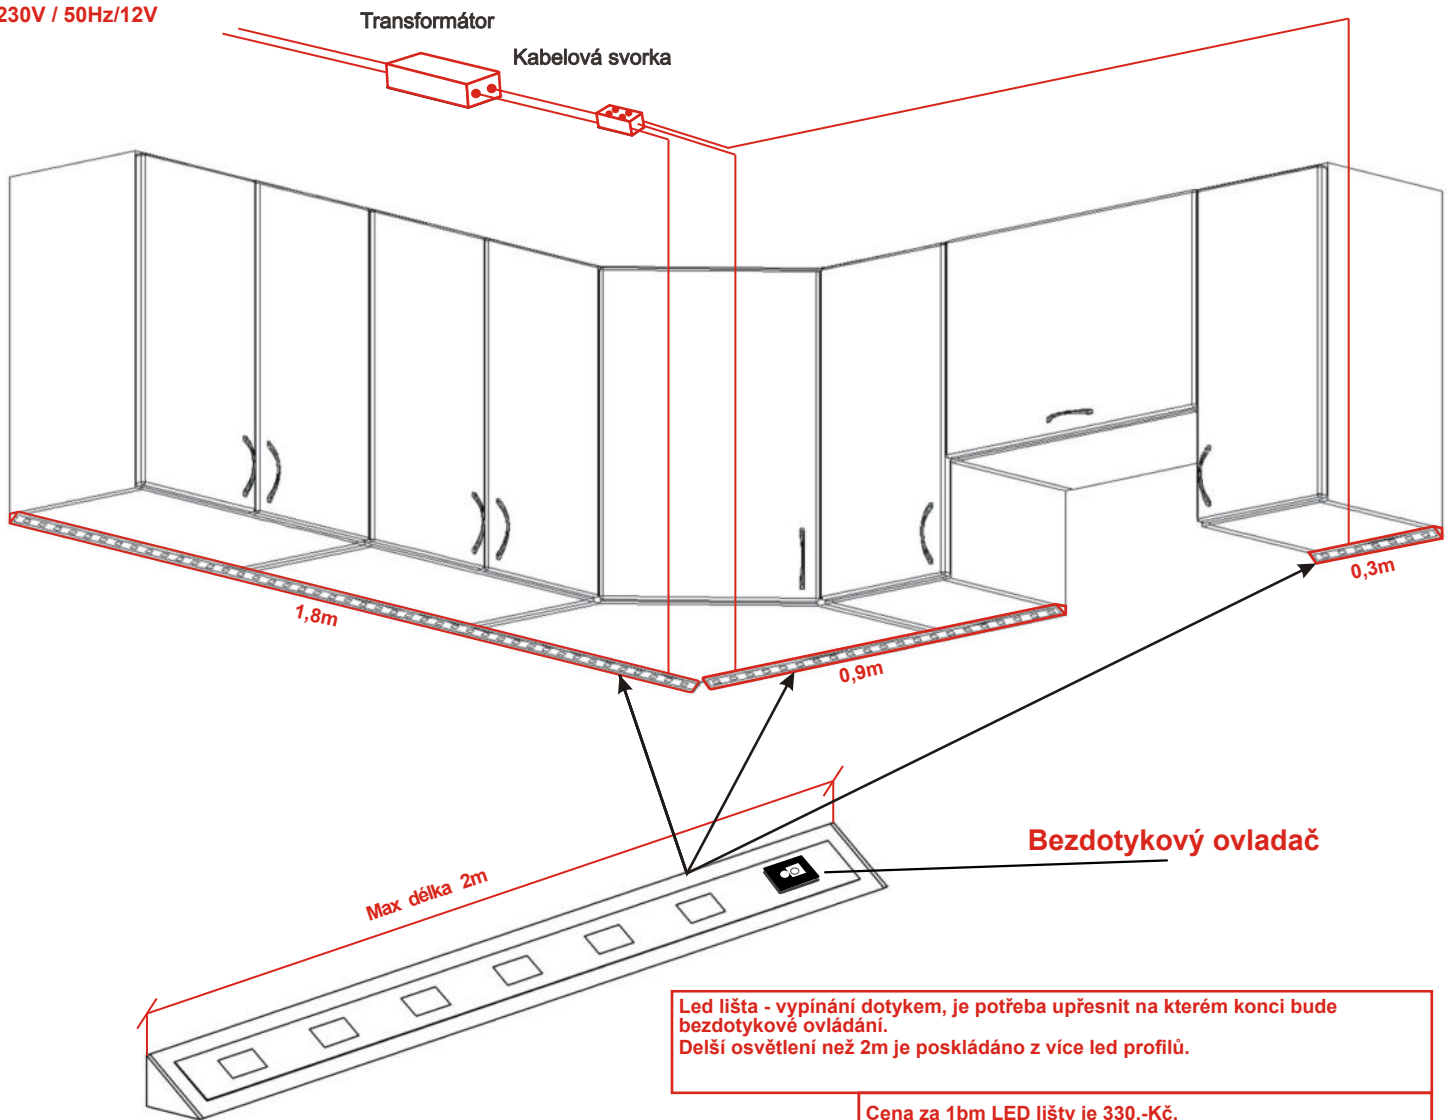 230V / 50Hz/12V
Transformátor
Kabelová svorka
1,8m
0,9m
0,3m
Max délka 2m
Bezdotykový ovladač
Led lišta - vypínání dotykem, je potřeba upřesnit na kterém konci bude
bezdotykové ovládání.
Delší osvětlení než 2m je poskládáno z více led profilů.
Cena za 1bm LED lišty je 330.-Kč.